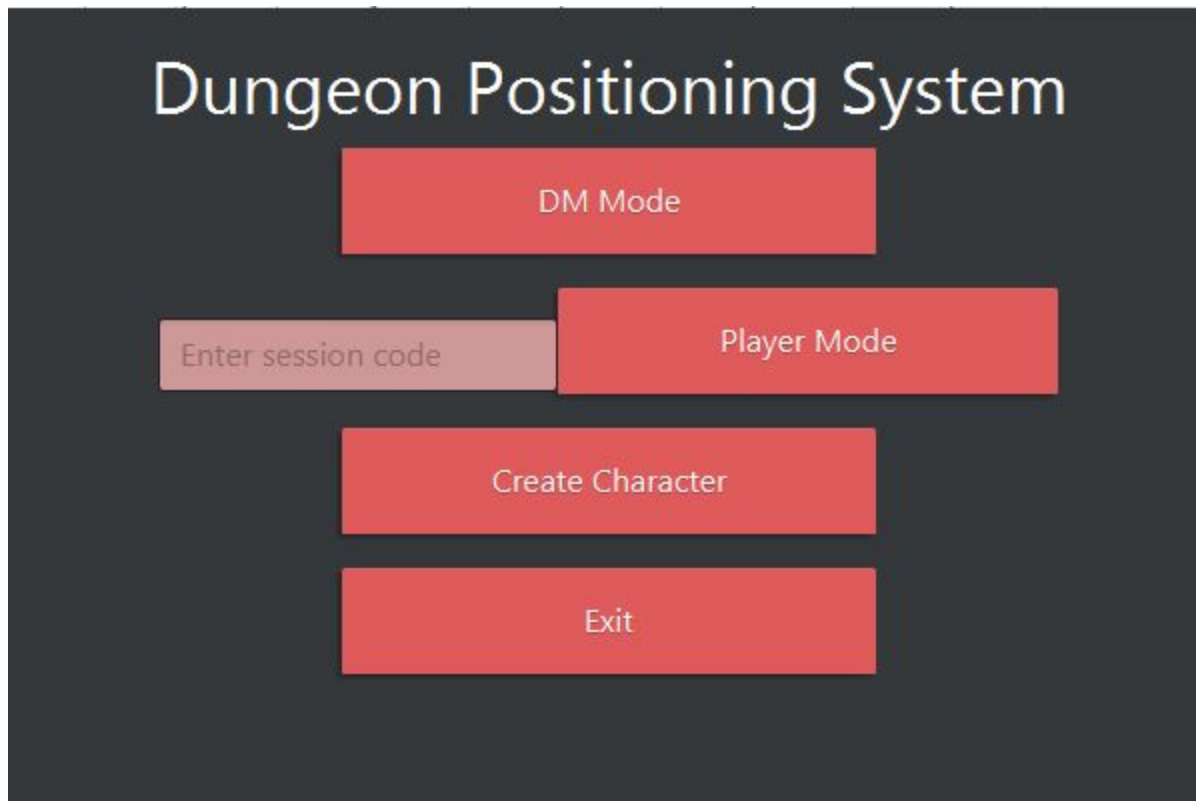 Dungeon Positioning System
DM Mode
Enter session code
Player Mode
Create Character
Exit